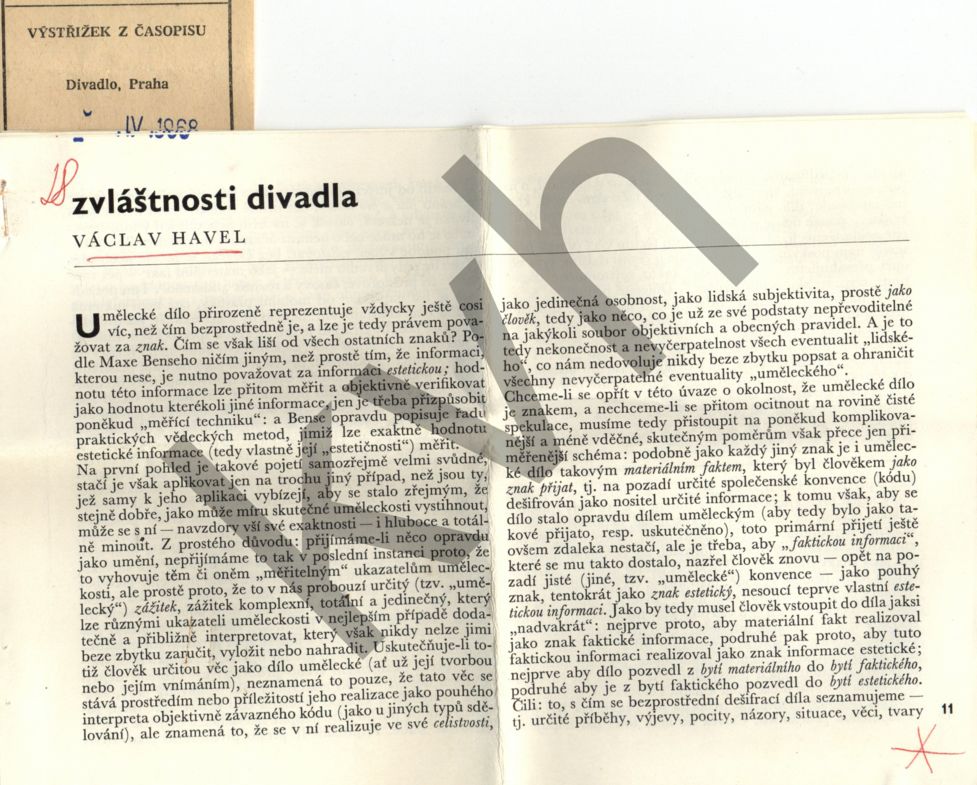 VÝSTŘIŽEK Z ČASOPISU
Divadlo, Praha
IV 1968
18
zvláštnosti divadla
VÁCLAV HAVEL
Umělecké dílo přirozeně reprezentuje vždycky ještě cosi
víc, než čím bezprostředně je, a lze je tedy právem pova-
žovat za znak. Čím se však liší od všech ostatních znaků? Po-
dle Maxe Benseho ničím jiným, než prostě tím, že informaci,
kterou nese, je nutno považovat za informaci estetickou; hod-
notu této informace lze přitom měřit a objektivně verifikovat
jako hodnotu kterékoli jiné informace, jen je třeba přizpůsobit
poněkud „měřící techniku“: a Bense opravdu popisuje řadu
praktických vědeckých metod, jimiž lze exaktně hodnotu
estetické informace (tedy vlastně její „estetičnosti“) měřit.
Na první pohled je takové pojetí samozřejmě velmi svůdné,
stačí je však aplikovat jen na trochu jiný případ, než jsou ty,
jež samy k jeho aplikaci vybízejí, aby se stalo zřejmým, že
stejně dobře, jako může míru skutečné uměleckosti vystihnout,
může se s ní — navzdory vší své exaktnosti — i hluboce a totál-
ně minout. Z prostého důvodu: přijímáme-li něco opravdu
jako umění, nepřijímáme to tak v poslední instanci proto, že
to vyhovuje těm či oněm „měřitelným“ ukazatelům umělec-
kosti, ale prostě proto, že to v nás probouzí určitý (tzv. „umě-
lecký“) zážitek, zážitek komplexní, totální a jedinečný, který
lze různými ukazateli uměleckosti v nejlepším případě doda-
tečně a přibližně interpretovat, který však nikdy nelze jimi
beze zbytku zaručit, vyložit nebo nahradit. Uskutečňuje-li to-
tiž člověk určitou věc jako dílo umělecké (ať už její tvorbou
nebo jejím vnímáním), neznamená to pouze, že tato věc se
stává prostředím nebo příležitostí jeho realizace jako pouhého
interpreta objektivně závazného kódu (jako u jiných typů sdě-
lování), ale znamená to, že se v ní realizuje ve své celistvosti,
jako jedinečná osobnost, jako lidská subjektivita, prostě jako
člověk, tedy jako něco, co je už ze své podstaty nepřevoditelné
na jakýkoli soubor objektivních a obecných pravidel. A je to
tedy nekonečnost a nevyčerpatelnost všech eventualit „lidské-
ho“, co nám nedovoluje nikdy beze zbytku popsat a ohraničit
všechny nevyčerpatelné eventuality „uměleckého“.
Chceme-li se opřít v této úvaze o okolnost, že umělecké dílo
je znakem, a nechceme-li se přitom ocitnout na rovině čisté
spekulace, musíme tedy přistoupit na poněkud komplikova-
nější a méně vděčné, skutečným poměrům však přece jen při-
měřenější schéma: podobně jako každý jiný znak je i umělec-
ké dílo takovým materiálním faktem, který byl člověkem jako
znak přijat, tj. na pozadí určité společenské konvence (kódu)
dešifrován jako nositel určité informace; k tomu však, aby se
dílo stalo opravdu dílem uměleckým (aby tedy bylo jako ta-
kové přijato, resp. uskutečněno), toto primární přijetí ještě
ovšem zdaleka nestačí, ale je třeba, aby „faktickou informaci“,
které se mu takto dostalo, nazřel člověk znovu — opět na po-
zadí jisté (jiné, tzv. „umělecké“) konvence — jako pouhý
znak, tentokrát jako znak estetický, nesoucí teprve vlastní este-
tickou informaci. Jako by tedy musel člověk vstoupit do díla jaksi
„nadvakrát“: nejprve proto, aby materiální fakt realizoval
jako znak faktické informace, podruhé pak proto, aby tuto
faktickou informaci realizoval jako znak informace estetické;
nejprve aby dílo pozvedl z bytí materiálního do bytí faktického,
podruhé aby je z bytí faktického pozvedl do bytí estetického.
Čili: to, s čím se bezprostřední dešifrací díla seznamujeme —
tj. určité příběhy, výjevy, pocity, názory, situace, věci, tvary
11
kvh